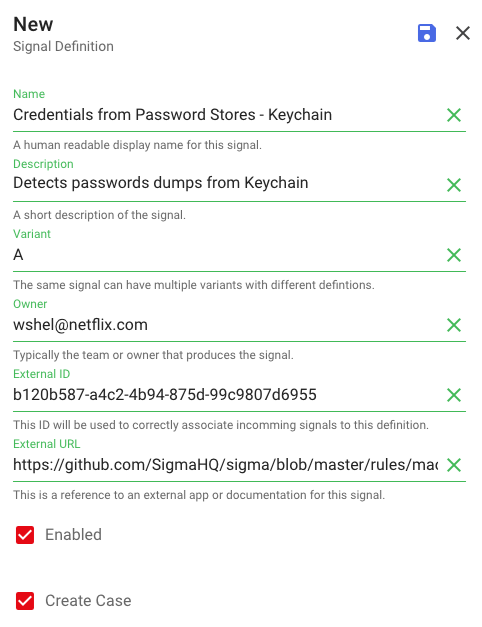 New
Signal Definition
Name
Credentials from Password Stores - Keychain
A human readable display name for this signal.
Description
Detects passwords dumps from Keychain
A short description of the signal.
Variant
A
The same signal can have multiple variants with different defintions.
Owner
wshel@netflix.com
Typically the team or owner that produces the signal.
External ID
b120b587-a4c2-4b94-875d-99c9807d6955
This ID will be used to correctly associate incomming signals to this definition.
External URL
https://github.com/SigmaHQ/sigma/blob/master/rules/mac
This is a reference to an external app or documentation for this signal.
Enabled
Create Case